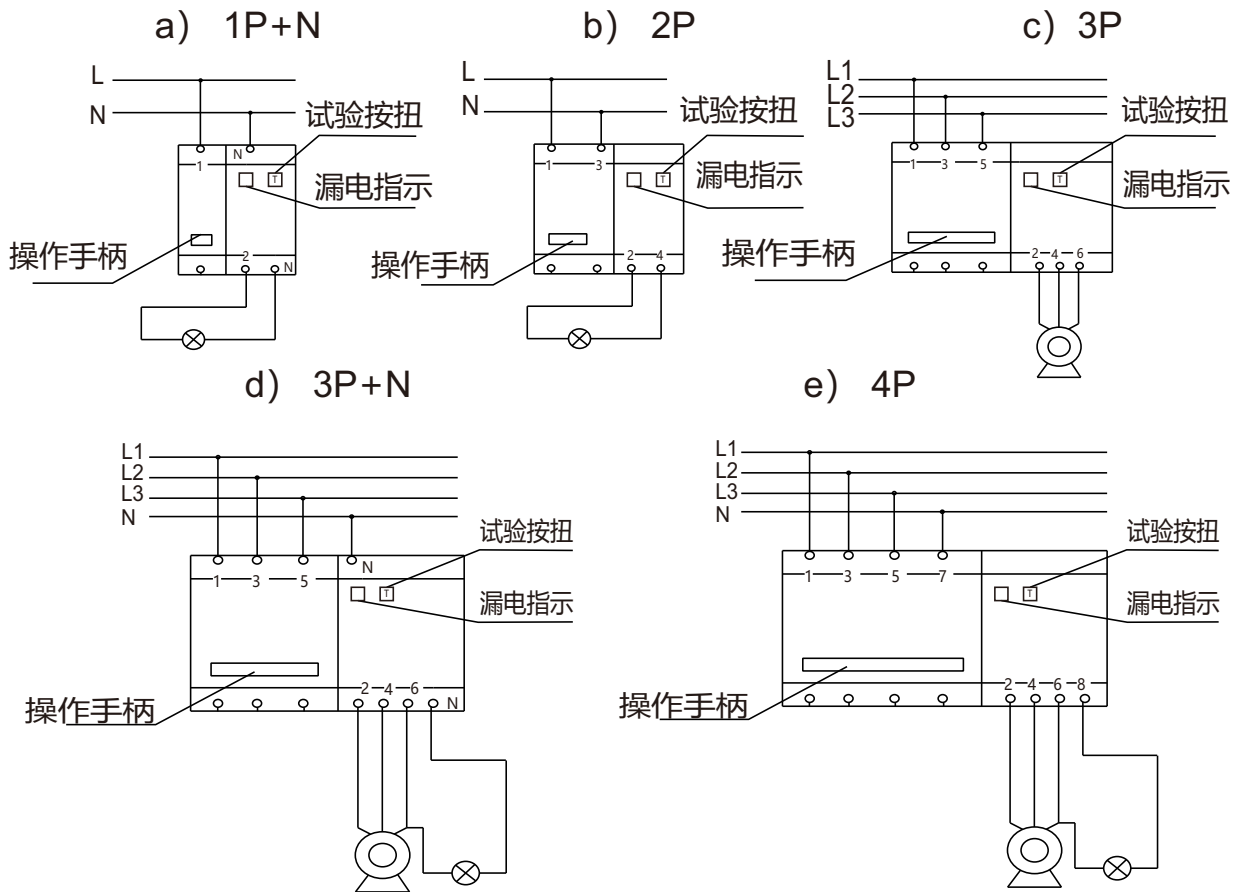 a） 1P+N
L
N
试验按扭
1
N
T
漏电指示
操作手柄
2
N
b） 2P
L
N
试验按扭
1
3
T
漏电指示
操作手柄
2
4
c） 3P
L1
L2
L3
试验按扭
1
3
5
T
漏电指示
操作手柄
2
4
6
d） 3P+N
L1
L2
L3
N
试验按扭
1
3
5
N
T
漏电指示
操作手柄
2
4
6
N
e） 4P
L1
L2
L3
N
试验按扭
1
3
5
7
T
漏电指示
操作手柄
2
4
6
8